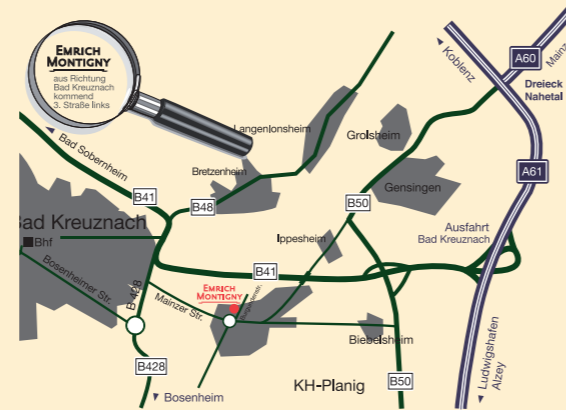 EMRICH
MONTIGNY
aus Richtung
Bad Kreuznach
kommend
3. Straße links
Koblenz
A60
Mainz
Dreieck
Nahetal
A61
Langenlonsheim
Grolsheim
Bad Sobernheim
Bretzenheim
Gensingen
B41
B48
B50
Bad Kreuznach
Bhf
Ausfahrt
Bad Kreuznach
Ippesheim
Bosenheimer Str.
B 428
B41
EMRICH
MONTIGNY
Mainzer Str.
Biebelsheim
B428
Bosenheim
KH-Planig
B50
Ludwigshafen
Alzey